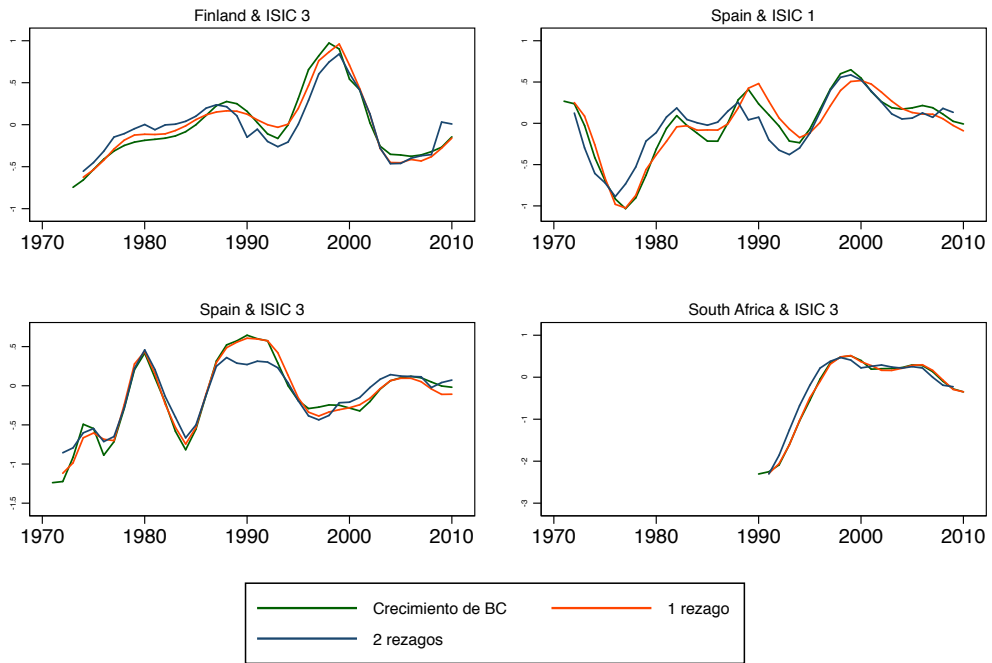 Finland & ISIC 3
1
.5
0
-.5
-1
1970 1980 1990 2000 2010
Spain & ISIC 1
1
.5
0
-.5
-1
1970 1980 1990 2000 2010
Spain & ISIC 3
.5
0
-.5
-1
-1.5
1970 1980 1990 2000 2010
South Africa & ISIC 3
1
0
-1
-2
-3
1970 1980 1990 2000 2010
Crecimiento de BC
1 rezago
2 rezagos